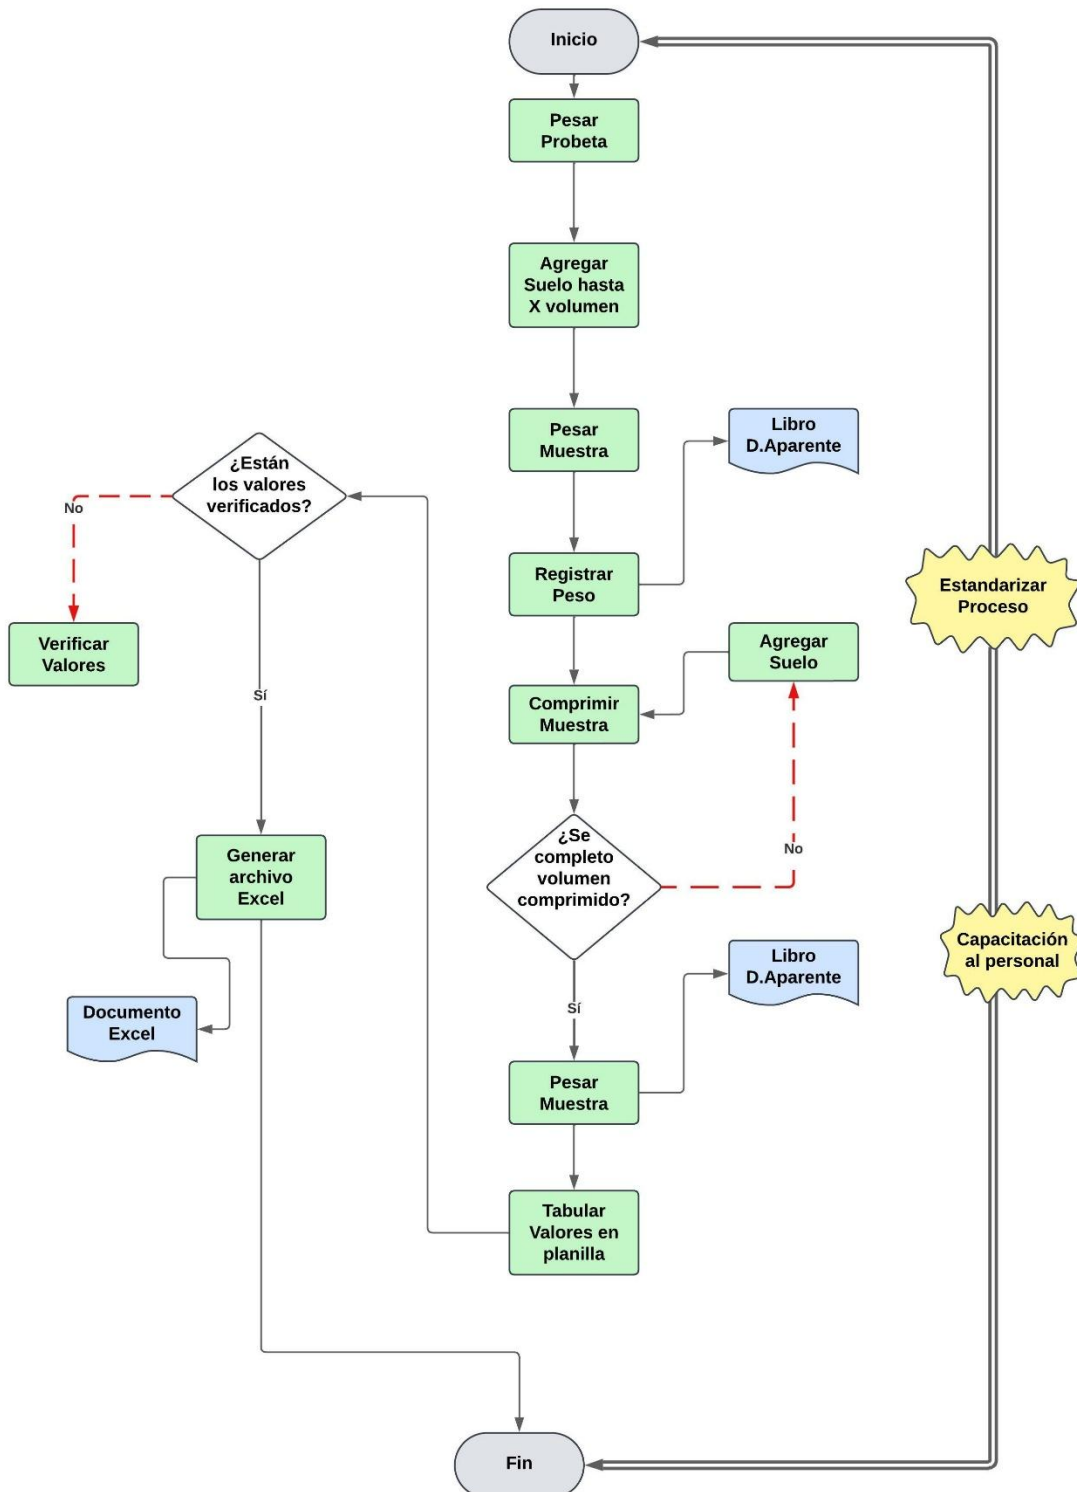 Inicio
Pesar
Probeta
Agregar
Suelo hasta
X volumen
Pesar
Muestra
Libro
D.Aparente
¿Están
los valores
verificados?
No
Registrar
Peso
Estandarizar
Proceso
Verificar
Valores
Agregar
Suelo
Sí
Comprimir
Muestra
¿Se
completo
volumen
comprimido?
No
Generar
archivo
Excel
Capacitación
al personal
Libro
D.Aparente
Sí
Documento
Excel
Pesar
Muestra
Tabular
Valores en
planilla
Fin